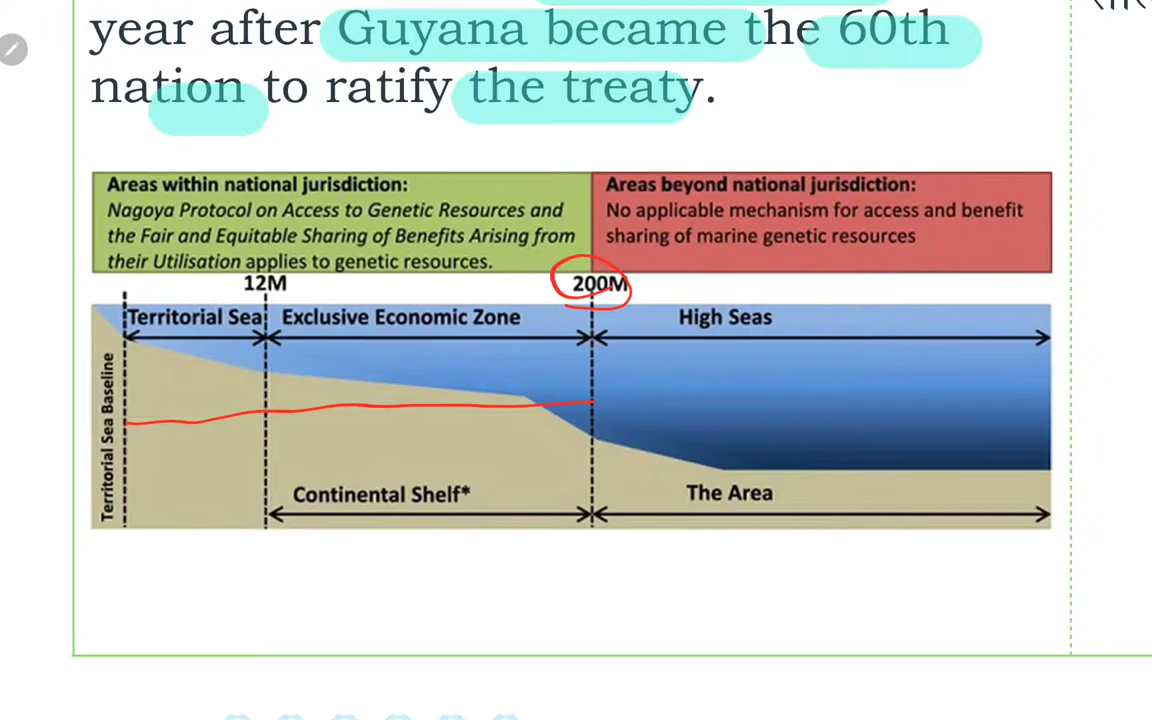 year after Guyana became the 60th
nation to ratify the treaty.
Areas within national jurisdiction:
Nagoya Protocol on Access to Genetic Resources and
the Fair and Equitable Sharing of Benefits Arising from
their Utilisation applies to genetic resources.
Areas beyond national jurisdiction:
No applicable mechanism for access and benefit
sharing of marine genetic resources
12M
200M
Territorial Sea
Exclusive Economic Zone
High Seas
Territorial Sea Baseline
Continental Shelf*
The Area